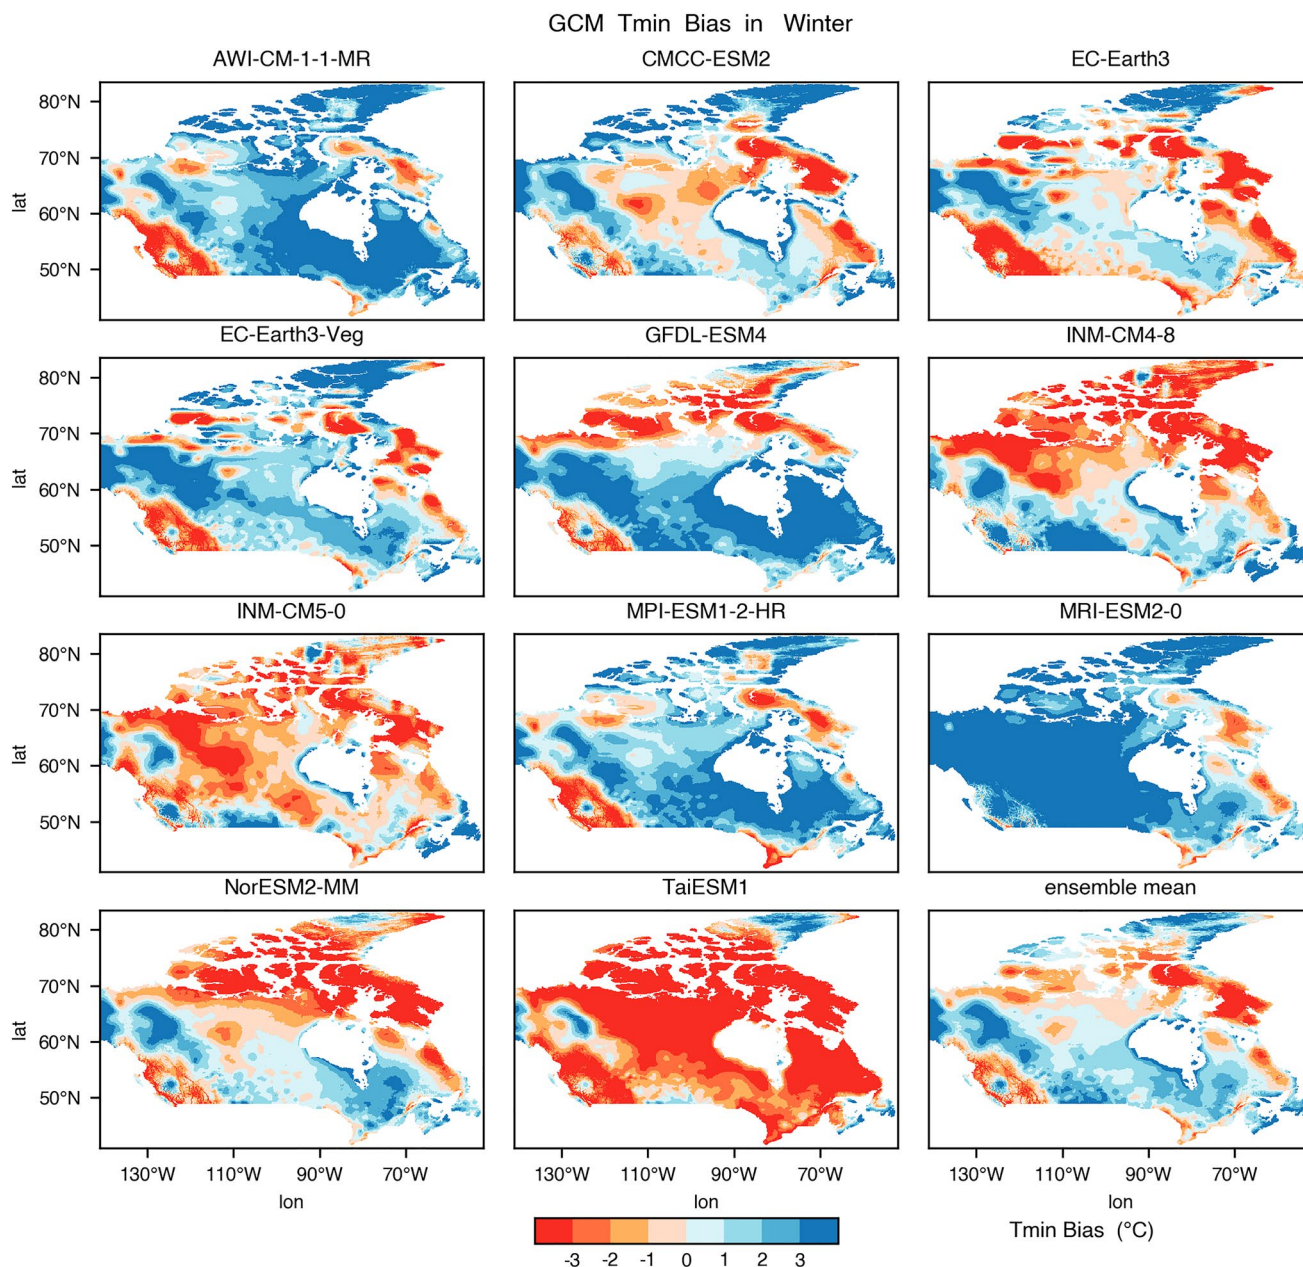 GCM Tmin Bias in Winter
AWI-CM-1-1-MR CMCC-ESM2 EC-Earth3
80°N
70°N
60°N
50°N
lat
EC-Earth3-Veg GFDL-ESM4 INM-CM4-8
80°N
70°N
60°N
50°N
lat
INM-CM5-0 MPI-ESM1-2-HR MRI-ESM2-0
80°N
70°N
60°N
50°N
lat
NorESM2-MM TaiESM1 ensemble mean
80°N
70°N
60°N
50°N
lat
130°W 110°W 90°W 70°W 130°W 110°W 90°W 70°W 130°W 110°W 90°W 70°W
lon lon lon
Tmin Bias (°C)
-3 -2 -1 0 1 2 3